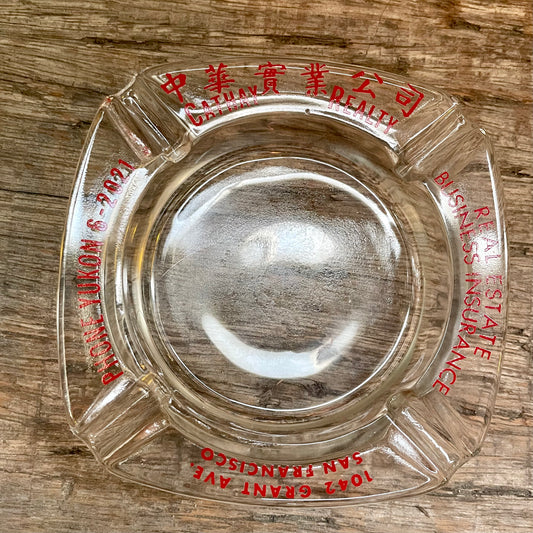 中華實業公司
CATHAY REALTY
REAL ESTATE
BUSINESS INSURANCE
1042 GRANT AVE.
SAN FRANCISCO
PHONE YUKON 6-2021